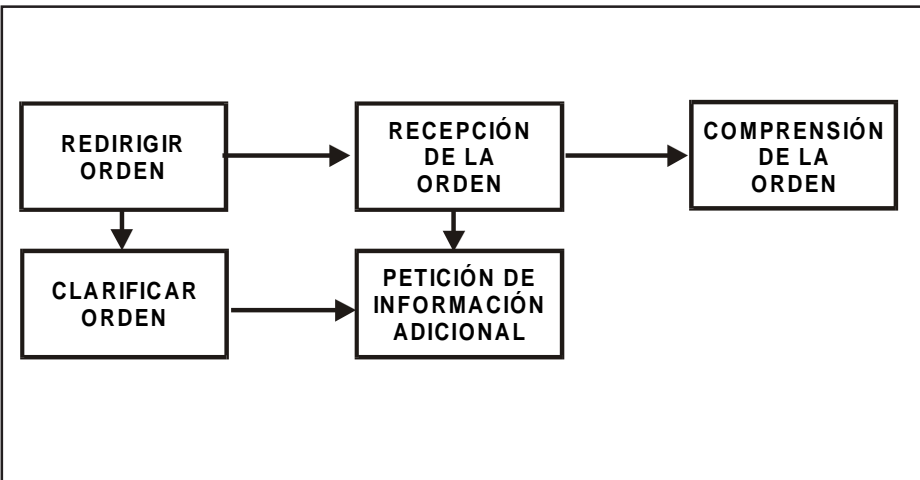 REDIRIGIR
ORDEN
RECEPCIÓN
DE LA
ORDEN
COMPRENSIÓN
DE LA
ORDEN
CLARIFICAR
ORDEN
PETICIÓN DE
INFORMACIÓN
ADICIONAL